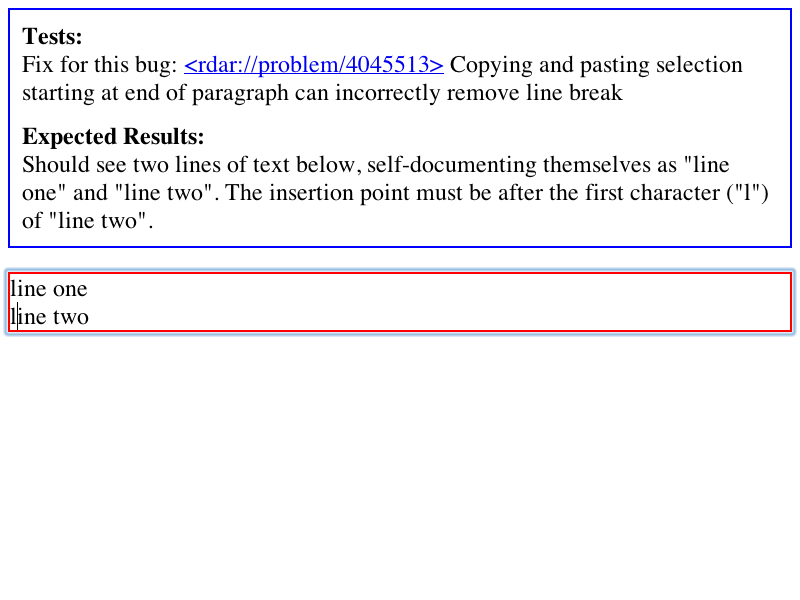 Tests:
Fix for this bug: <rdar://problem/4045513> Copying and pasting selection
starting at end of paragraph can incorrectly remove line break
Expected Results:
Should see two lines of text below, self-documenting themselves as "line
one" and "line two". The insertion point must be after the first character ("l")
of "line two".
line one
line two